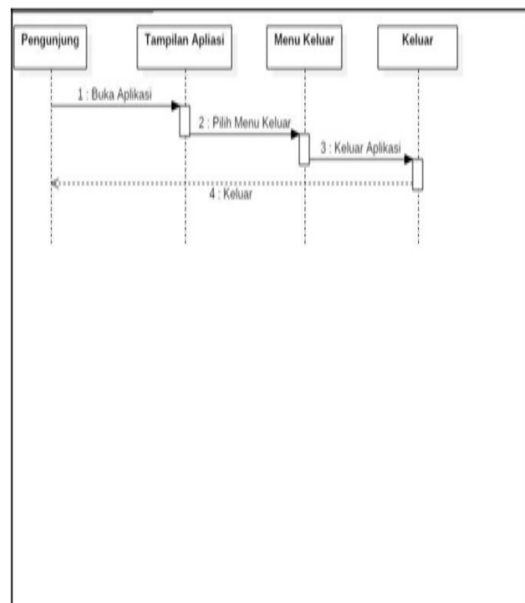 Pengunjung
Tampilan Apliasi
Menu Keluar
Keluar
1 : Buka Aplikasi
2 : Pilih Menu Keluar
3 : Keluar Aplikasi
4 : Keluar